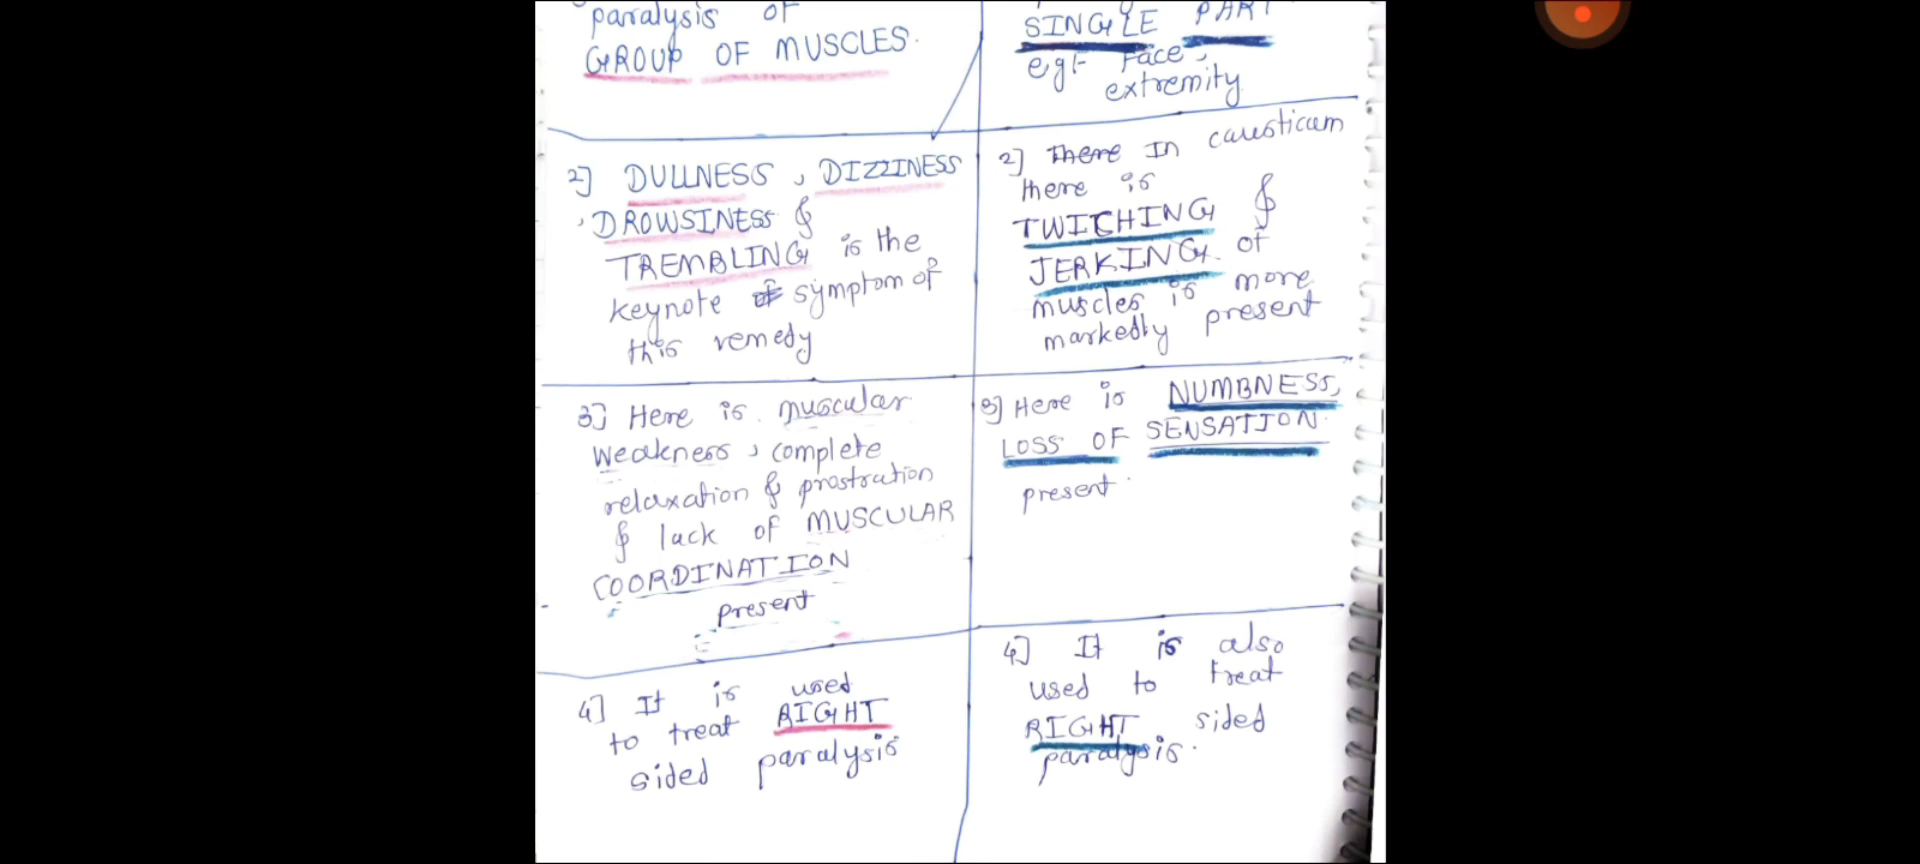 paralysis of
GROUP OF MUSCLES.
2] DULLNESS, DIZZINESS
, DROWSINESS &
TREMBLING is the
keynote symptom of
this remedy
3] Here is muscular
weakness, complete
relaxation & prostration
& lack of MUSCULAR
COORDINATION
present
4] It is used
to treat RIGHT
sided paralysis
SINGLE PART
eg:- Face,
extremity
2] There In causticum
there is
TWICHING &
JERKING of
muscles is more
markedly present
3] Here is NUMBNESS,
LOSS OF SENSATION.
present.
4] It is also
used to treat
RIGHT sided
paralysis.